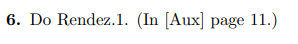 6. Do Rendez.1. (In [Aux] page 11.)